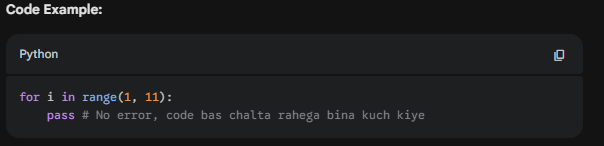 Code Example:
Python
for i in range(1, 11):
    pass # No error, code bas chalta rahega bina kuch kiye